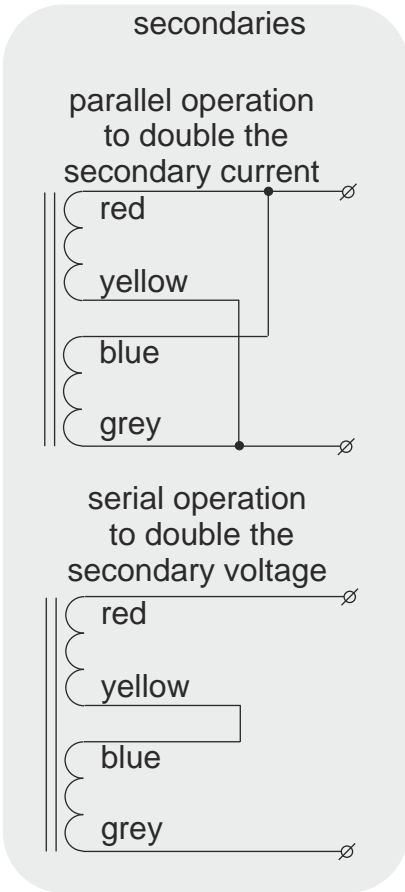 secondaries
parallel operation
to double the
secondary current
red
yellow
blue
grey
serial operation
to double the
secondary voltage
red
yellow
blue
grey